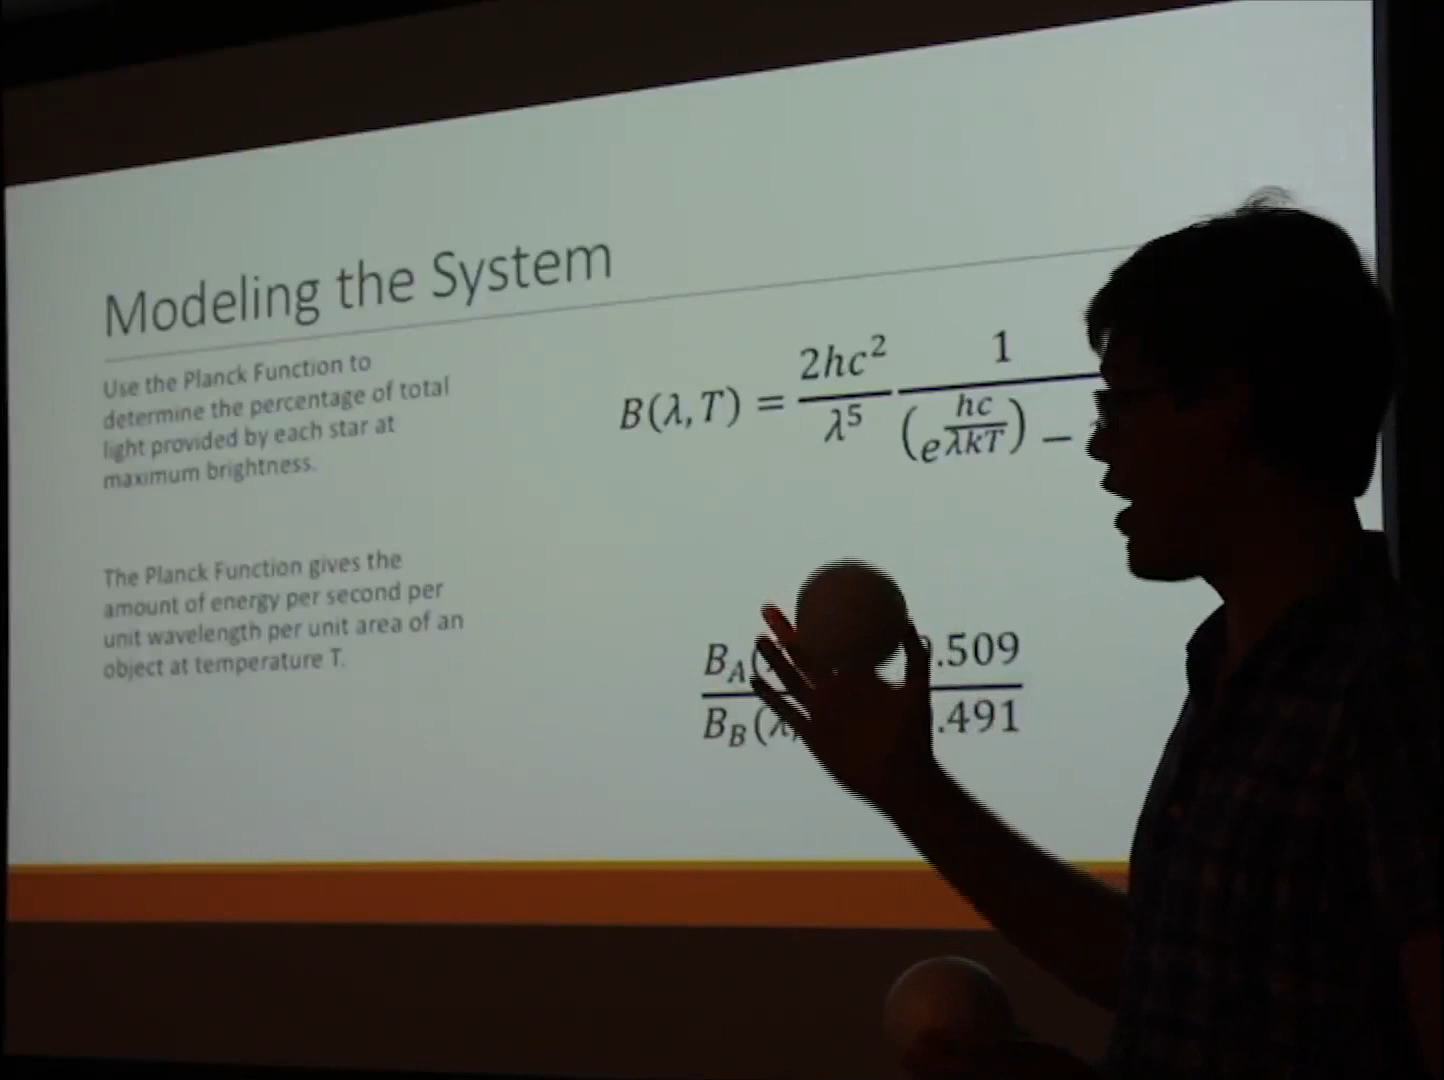 Modeling the System
Use the Planck Function to
determine the percentage of total
light provided by each star at
maximum brightness.
The Planck Function gives the
amount of energy per second per
unit wavelength per unit area of an
object at temperature T.
B(λ, T) = 2hc² / λ⁵ 1 / (e^(hc/λkT)) −
B_A( .509
B_B(λ, .491